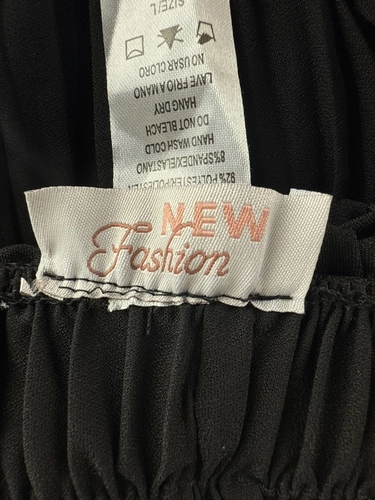 NEW
Fashion
92% POLYESTER/POLIESTER
8%SPANDEX/ELASTANO
HAND WASH COLD
DO NOT BLEACH
HANG DRY
LAVE FRIO A MANO
NO USAR CLORO
SIZE/L